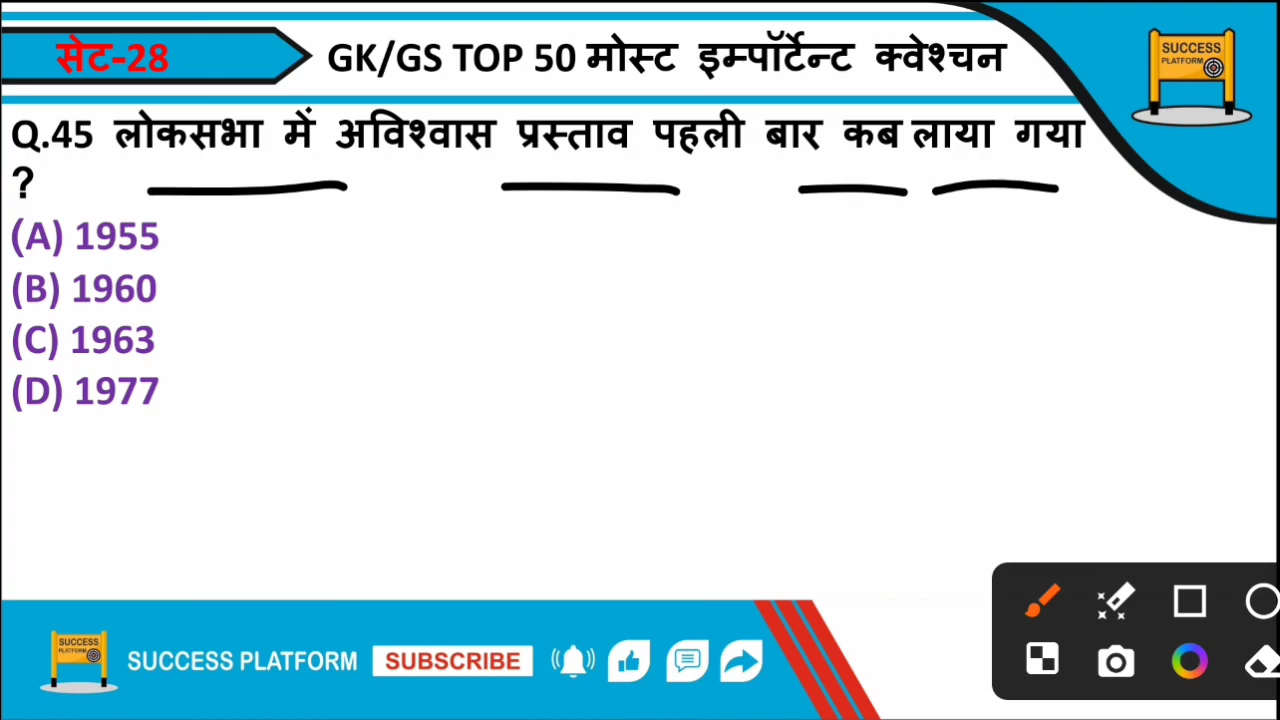 सेट-28
GK/GS TOP 50 मोस्ट इम्पॉर्टेन्ट क्वेश्चन
SUCCESS
PLATFORM
Q.45 लोकसभा में अविश्वास प्रस्ताव पहली बार कब लाया गया
?
(A) 1955
(B) 1960
(C) 1963
(D) 1977
SUCCESS
PLATFORM
SUCCESS PLATFORM
SUBSCRIBE